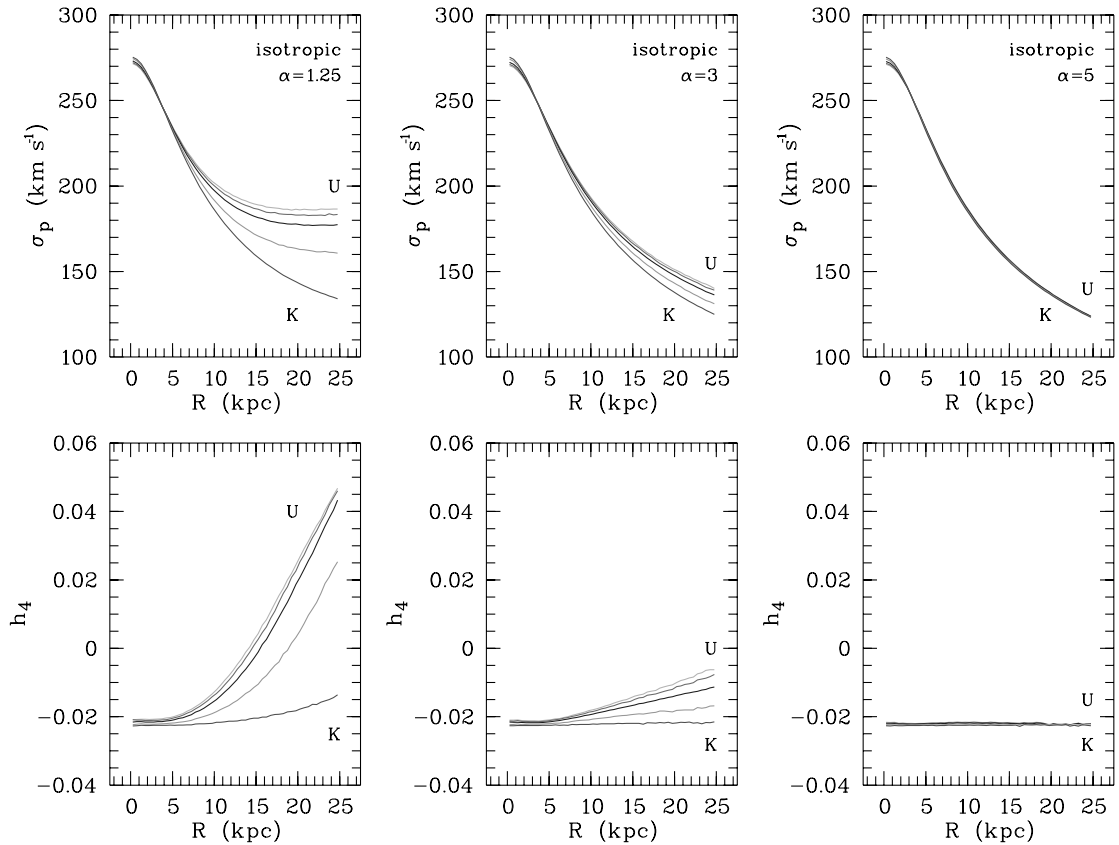 300
250
200
150
100
σp (km s-1)
isotropic
α=1.25
U
K
0 5 10 15 20 25
R (kpc)
300
250
200
150
100
σp (km s-1)
isotropic
α=3
U
K
0 5 10 15 20 25
R (kpc)
300
250
200
150
100
σp (km s-1)
isotropic
α=5
U
K
0 5 10 15 20 25
R (kpc)
0.06
0.04
0.02
0
−0.02
−0.04
h4
U
K
0 5 10 15 20 25
R (kpc)
0.06
0.04
0.02
0
−0.02
−0.04
h4
U
K
0 5 10 15 20 25
R (kpc)
0.06
0.04
0.02
0
−0.02
−0.04
h4
U
K
0 5 10 15 20 25
R (kpc)